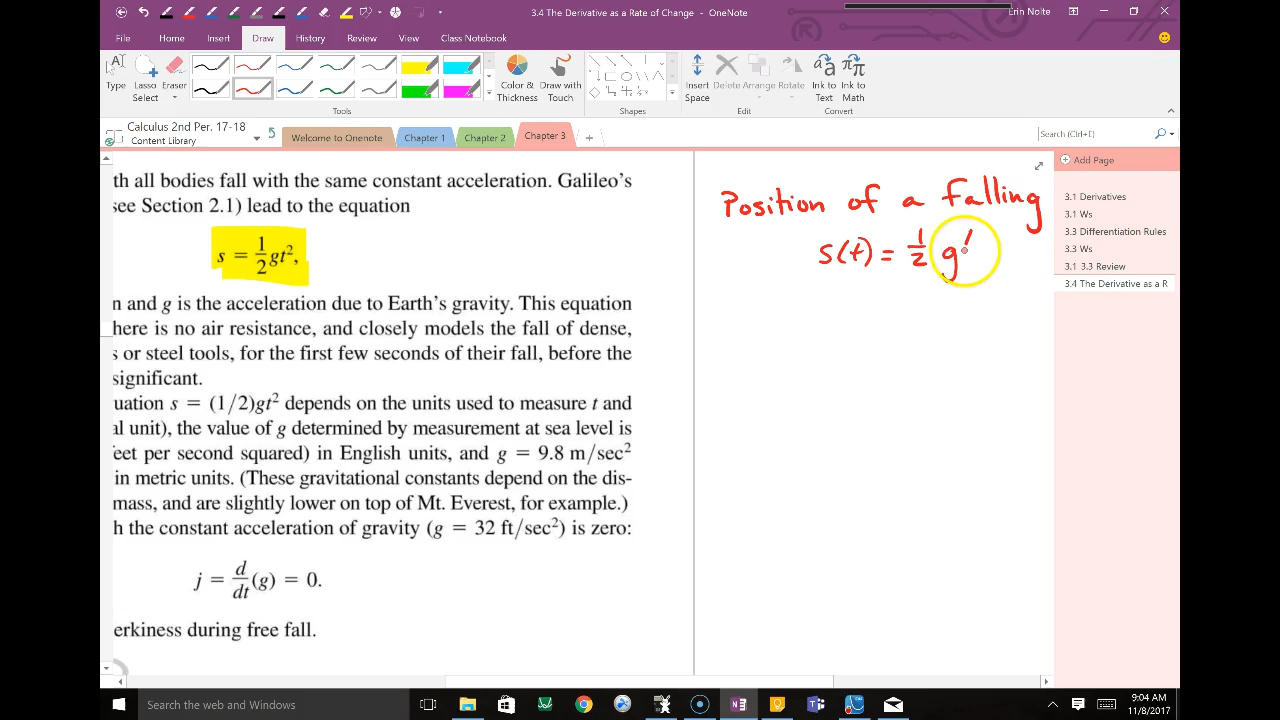 3.4 The Derivative as a Rate of Change - OneNote
Erin Nolte
File Home Insert Draw History Review View Class Notebook
Type
Lasso Select
Eraser
Color & Thickness
Draw with Touch
Insert Space
Delete
Arrange
Rotate
Ink to Text
Ink to Math
Tools
Shapes
Edit
Convert
Calculus 2nd Per. 17-18
Content Library
Welcome to Onenote
Chapter 1
Chapter 2
Chapter 3
Search (Ctrl+E)
Add Page
3.1 Derivatives
3.1 Ws
3.3 Differentiation Rules
3.3 Ws
3.1 3.3 Review
3.4 The Derivative as a R
th all bodies fall with the same constant acceleration. Galileo's
see Section 2.1) lead to the equation
s = 1/2 gt²,
n and g is the acceleration due to Earth's gravity. This equation
here is no air resistance, and closely models the fall of dense,
s or steel tools, for the first few seconds of their fall, before the
significant.
uation s = (1/2)gt² depends on the units used to measure t and
al unit), the value of g determined by measurement at sea level is
feet per second squared) in English units, and g = 9.8 m/sec²
in metric units. (These gravitational constants depend on the dis-
mass, and are slightly lower on top of Mt. Everest, for example.)
h the constant acceleration of gravity (g = 32 ft/sec²) is zero:
j = d/dt (g) = 0.
erkiness during free fall.
Position of a falling
s(t) = 1/2 g
Search the web and Windows
9:04 AM
11/8/2017